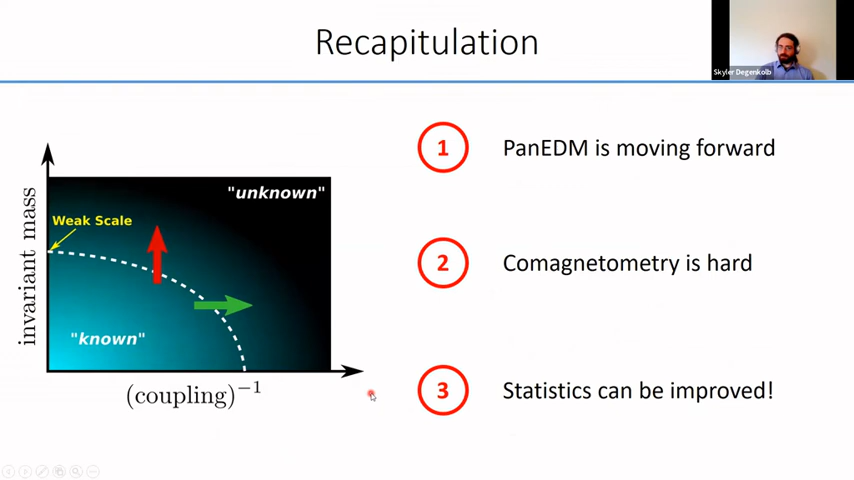 Recapitulation
Skyler Degenkolb
invariant mass
"unknown"
Weak Scale
"known"
(coupling)⁻¹
1 PanEDM is moving forward
2 Comagnetometry is hard
3 Statistics can be improved!